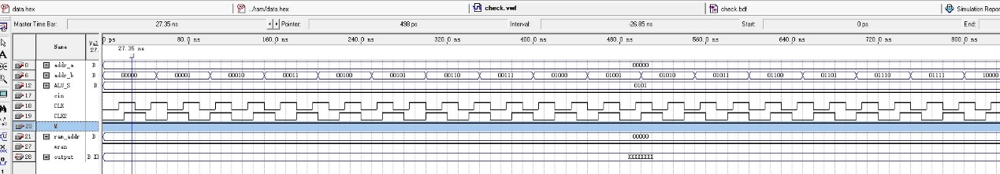 data.hex ../ram/data.hex check.vwf check.bdf Simulation Repor
Master Time Bar: 27.35 ns Pointer: 498 ps Interval: -26.85 ns Start: 0 ps End:
Name Val 27. 0 ps 80.0 ns 160.0 ns 240.0 ns 320.0 ns 400.0 ns 480.0 ns 560.0 ns 640.0 ns 720.0 ns 800.0 ns
27.35 ns
0 addr_a B 00000
6 addr_b B 00000 00001 00010 00011 00100 00101 00110 00111 01000 01001 01010 01011 01100 01101 01110 01111 10000
12 ALU_S B 0101
17 cin
18 CLK
19 CLK2
20 M
21 ram_addr B 00000
27 wren
28 output B X) XXXXXXXX